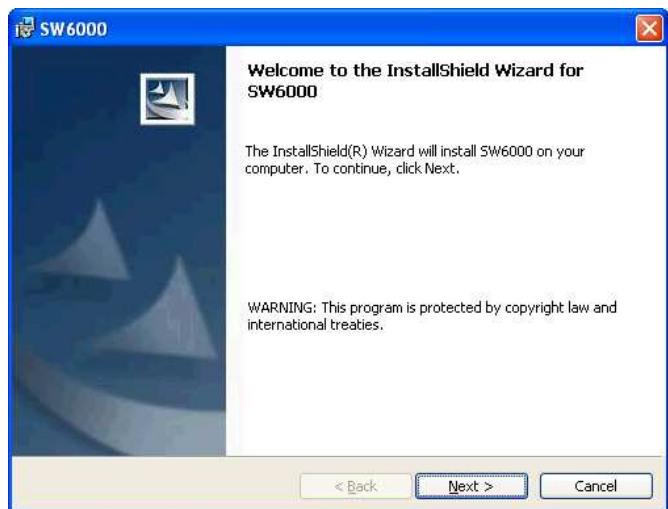 SW6000
Welcome to the InstallShield Wizard for
SW6000
The InstallShield(R) Wizard will install SW6000 on your
computer. To continue, click Next.
WARNING: This program is protected by copyright law and
international treaties.
< Back
Next >
Cancel